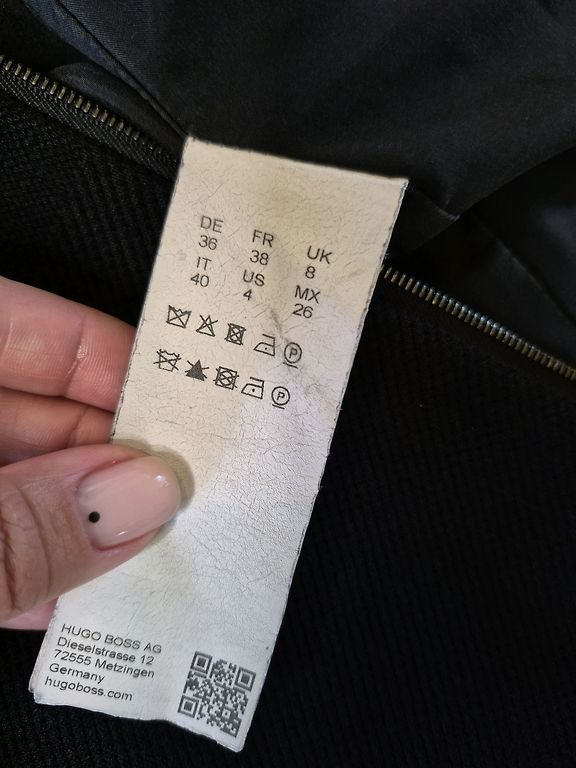 DE FR UK
36 38 8
IT US MX
40 4 26
P
P
HUGO BOSS AG
Dieselstrasse 12
72555 Metzingen
Germany
hugoboss.com